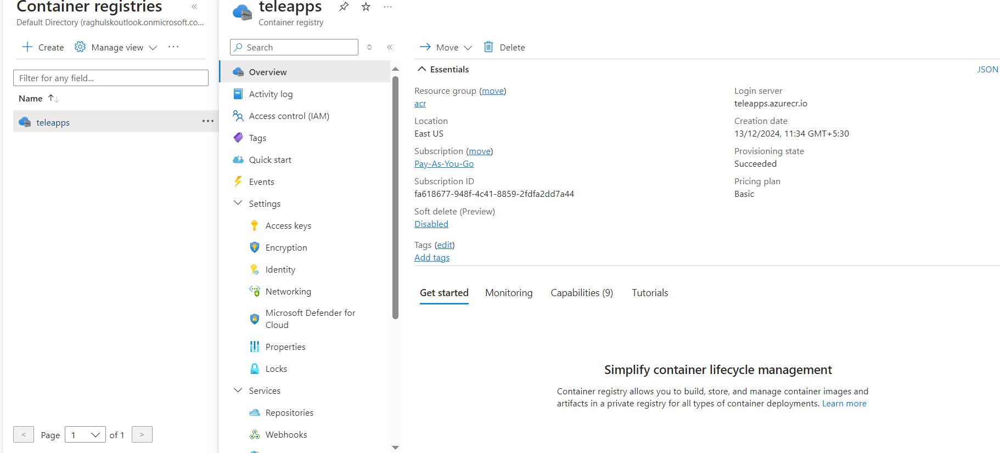 Container registries
Default Directory (raghulskoutlook.onmicrosoft.co...
Create
Manage view
Filter for any field...
Name
teleapps
< Page 1 of 1 >
teleapps
Container registry
Search
Overview
Activity log
Access control (IAM)
Tags
Quick start
Events
Settings
Access keys
Encryption
Identity
Networking
Microsoft Defender for
Cloud
Properties
Locks
Services
Repositories
Webhooks
Move
Delete
Essentials
JSON
Resource group (move)
acr
Location
East US
Subscription (move)
Pay-As-You-Go
Subscription ID
fa618677-948f-4c41-8859-2fdfa2dd7a44
Soft delete (Preview)
Disabled
Tags (edit)
Add tags
Login server
teleapps.azurecr.io
Creation date
13/12/2024, 11:34 GMT+5:30
Provisioning state
Succeeded
Pricing plan
Basic
Get started
Monitoring
Capabilities (9)
Tutorials
Simplify container lifecycle management
Container registry allows you to build, store, and manage container images and
artifacts in a private registry for all types of container deployments. Learn more